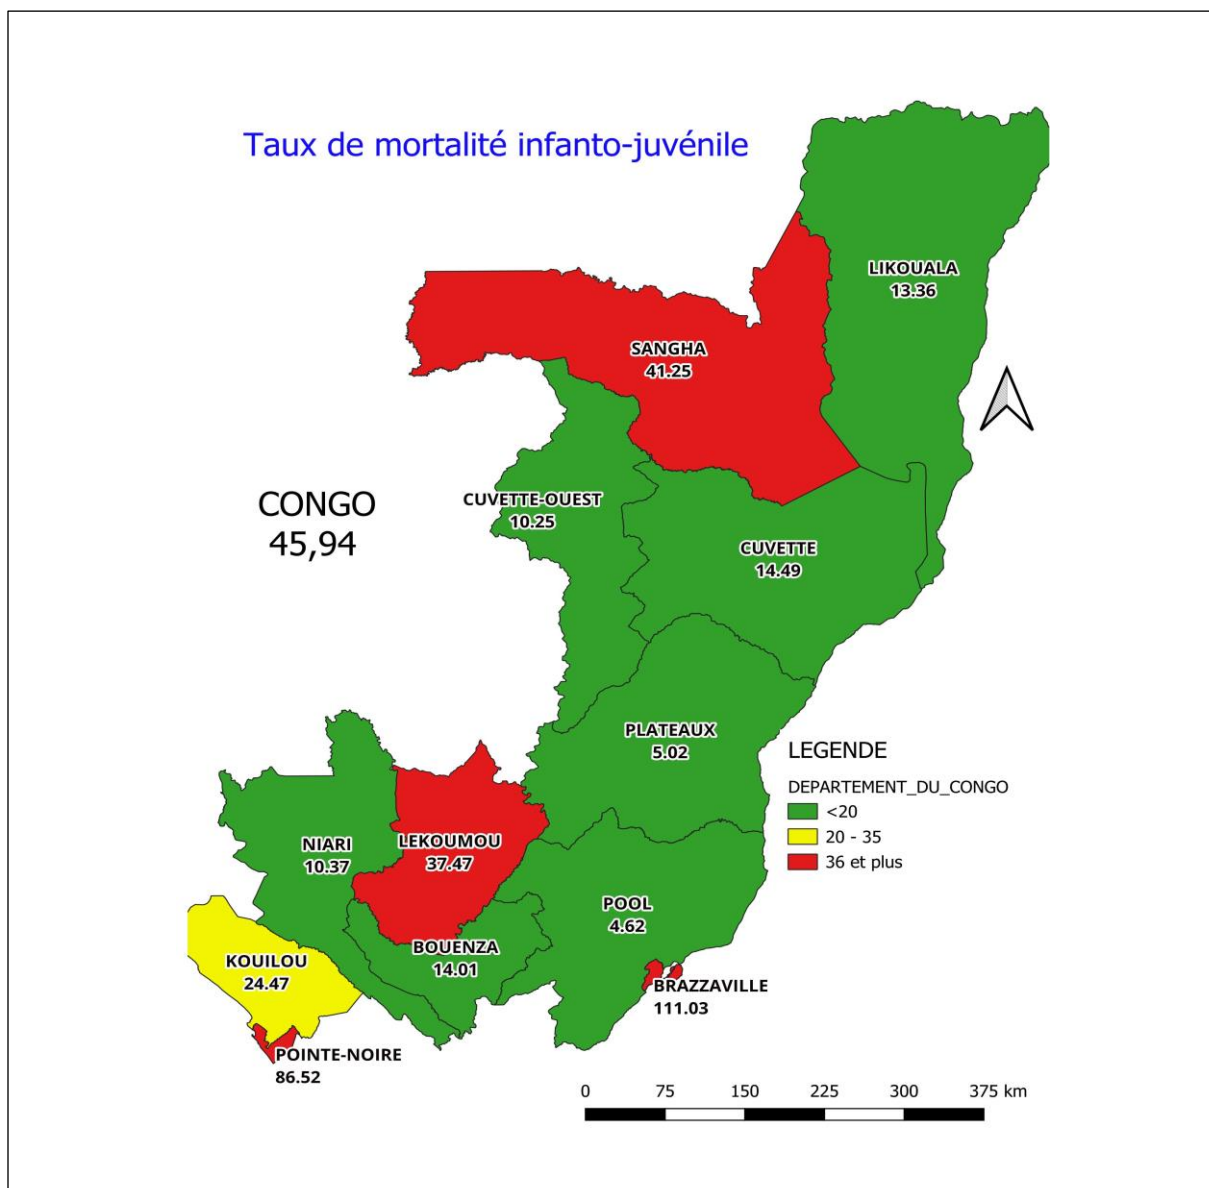 Taux de mortalité infanto-juvénile
LIKOUALA
13.36
SANGHA
41.25
CONGO
45,94
CUVETTE-OUEST
10.25
CUVETTE
14.49
PLATEAUX
5.02
LEGENDE
DEPARTEMENT_DU_CONGO
<20
20 - 35
36 et plus
NIARI
10.37
LEKOUMOU
37.47
POOL
4.62
BOUENZA
14.01
KOUILOU
24.47
BRAZZAVILLE
111.03
POINTE-NOIRE
86.52
0 75 150 225 300 375 km